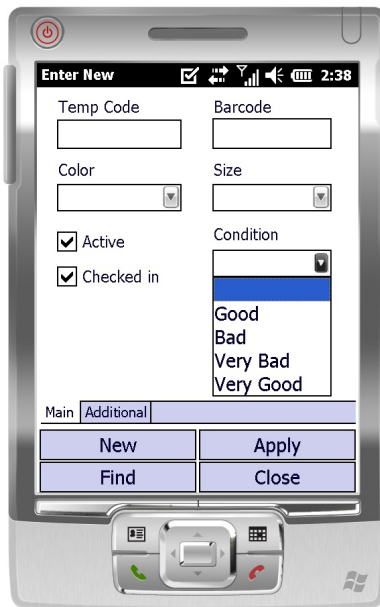 Enter New 2:38
Temp Code Barcode
Color Size
Active Condition
Checked in
Good
Bad
Very Bad
Very Good
Main Additional
New Apply
Find Close